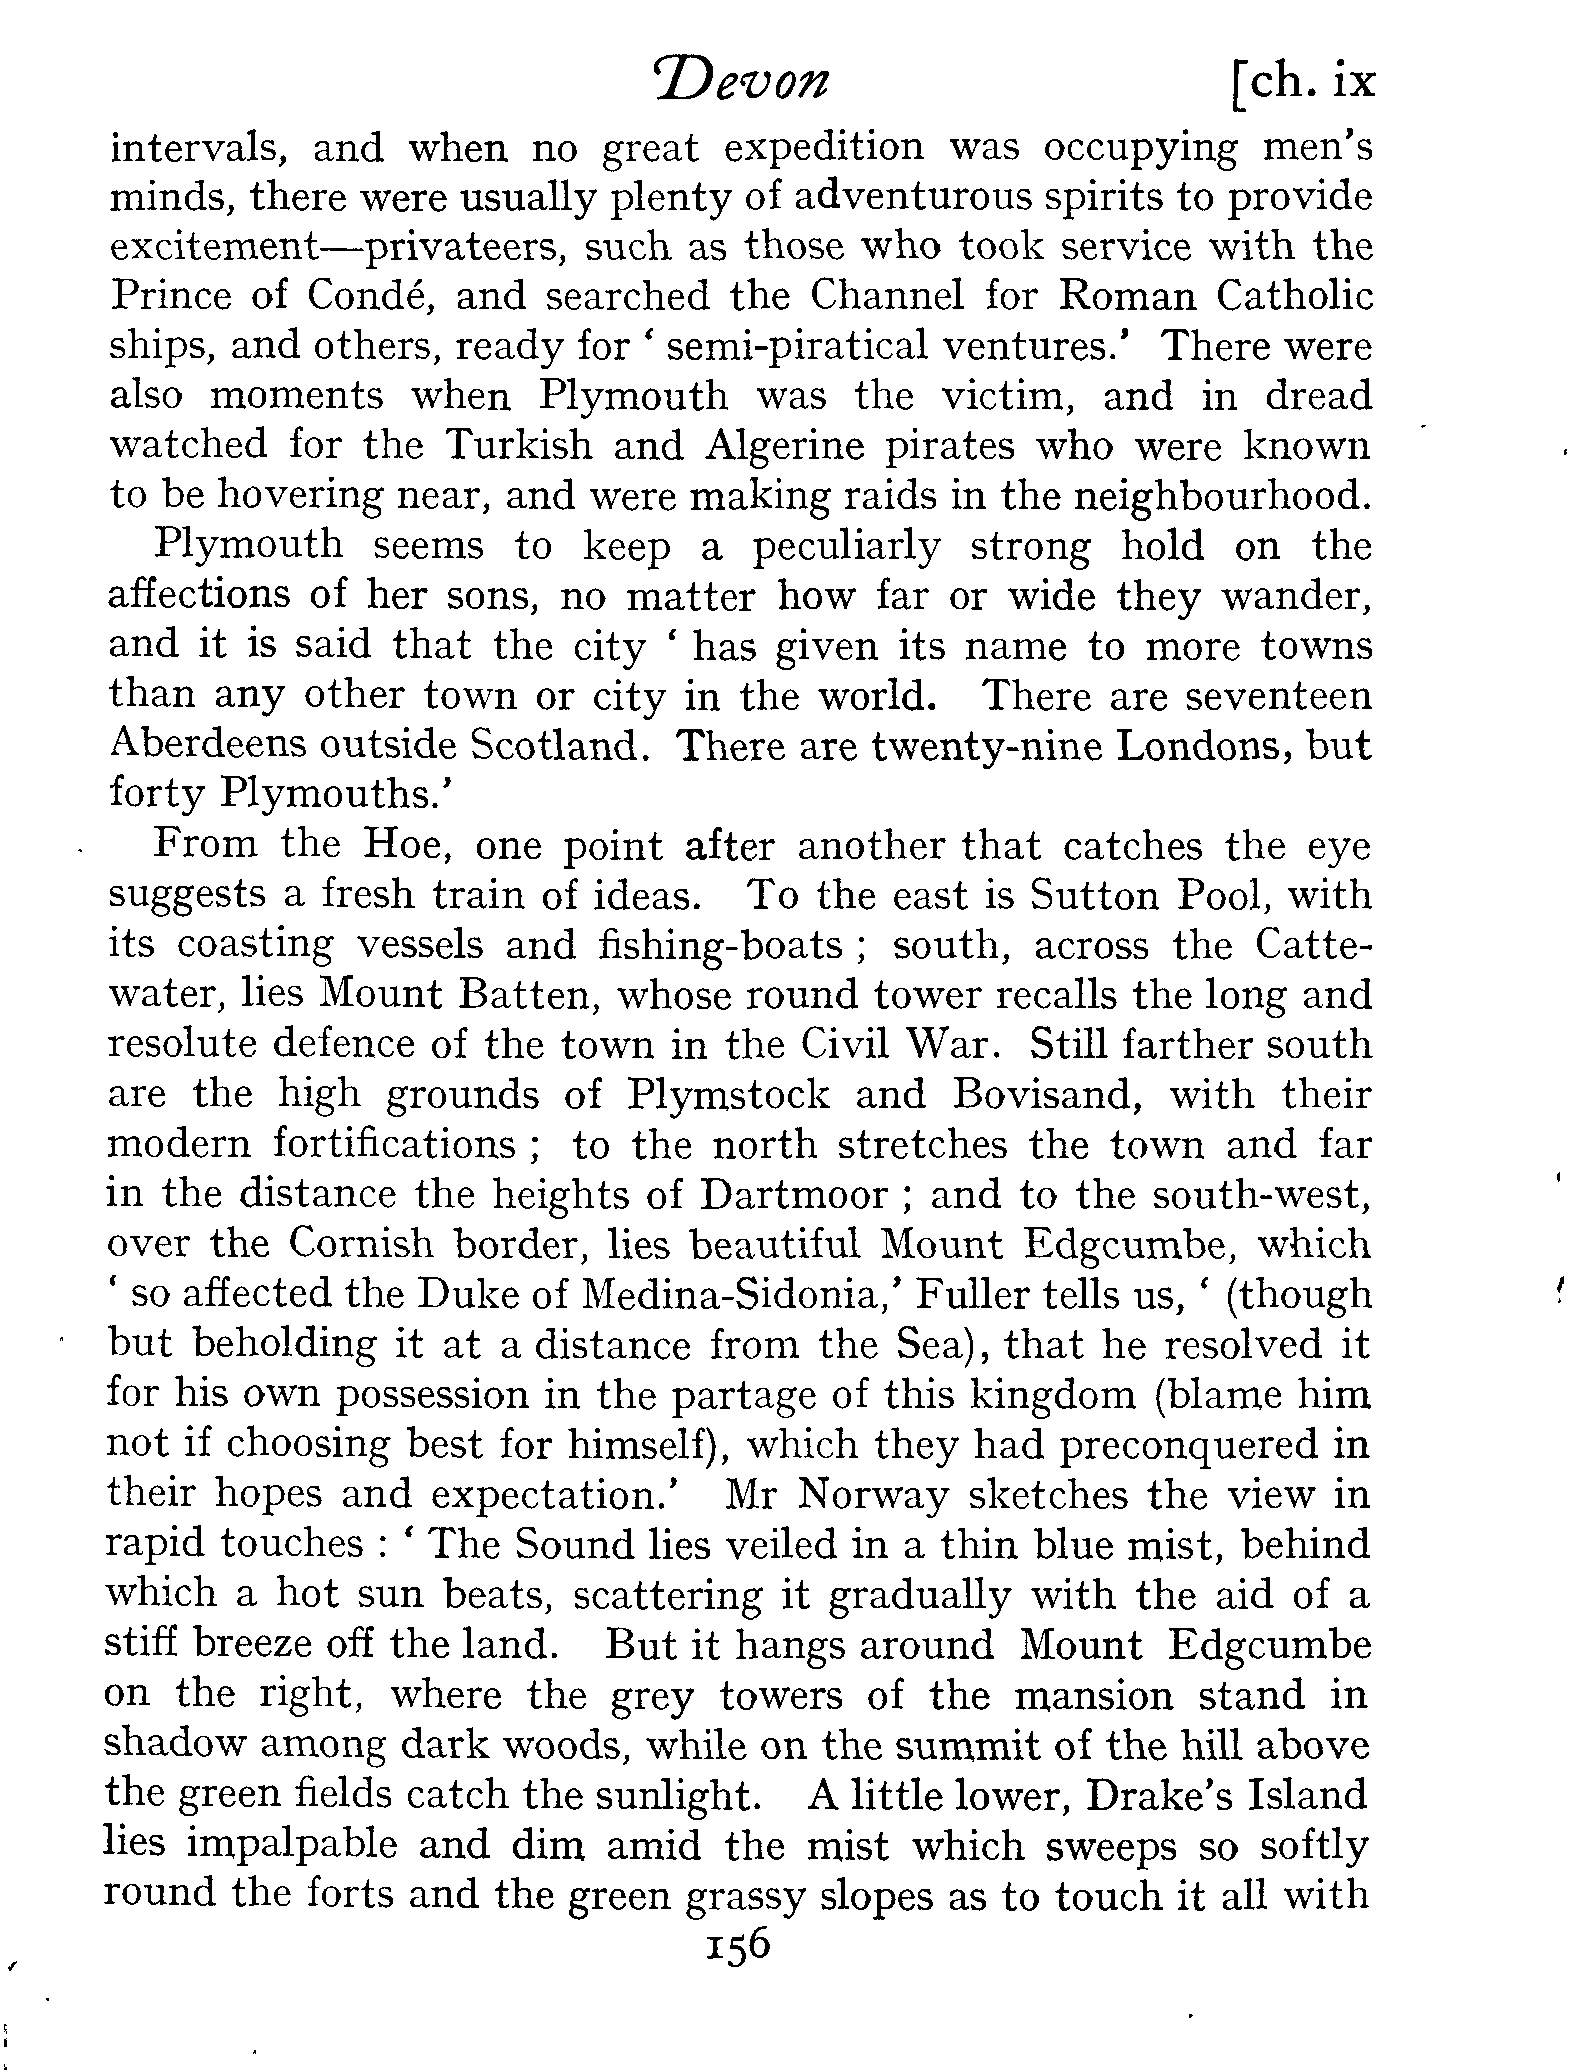 Devon [ch. ix
intervals, and when no great expedition was occupying men's
minds, there were usually plenty of adventurous spirits to provide
excitement—privateers, such as those who took service with the
Prince of Condé, and searched the Channel for Roman Catholic
ships, and others, ready for ‘ semi-piratical ventures.’ There were
also moments when Plymouth was the victim, and in dread
watched for the Turkish and Algerine pirates who were known
to be hovering near, and were making raids in the neighbourhood.
Plymouth seems to keep a peculiarly strong hold on the
affections of her sons, no matter how far or wide they wander,
and it is said that the city ‘ has given its name to more towns
than any other town or city in the world. There are seventeen
Aberdeens outside Scotland. There are twenty-nine Londons, but
forty Plymouths.’
From the Hoe, one point after another that catches the eye
suggests a fresh train of ideas. To the east is Sutton Pool, with
its coasting vessels and fishing-boats ; south, across the Catte-
water, lies Mount Batten, whose round tower recalls the long and
resolute defence of the town in the Civil War. Still farther south
are the high grounds of Plymstock and Bovisand, with their
modern fortifications ; to the north stretches the town and far
in the distance the heights of Dartmoor ; and to the south-west,
over the Cornish border, lies beautiful Mount Edgcumbe, which
‘ so affected the Duke of Medina-Sidonia,’ Fuller tells us, ‘ (though
but beholding it at a distance from the Sea), that he resolved it
for his own possession in the partage of this kingdom (blame him
not if choosing best for himself), which they had preconquered in
their hopes and expectation.’ Mr Norway sketches the view in
rapid touches : ‘ The Sound lies veiled in a thin blue mist, behind
which a hot sun beats, scattering it gradually with the aid of a
stiff breeze off the land. But it hangs around Mount Edgcumbe
on the right, where the grey towers of the mansion stand in
shadow among dark woods, while on the summit of the hill above
the green fields catch the sunlight. A little lower, Drake's Island
lies impalpable and dim amid the mist which sweeps so softly
round the forts and the green grassy slopes as to touch it all with
156